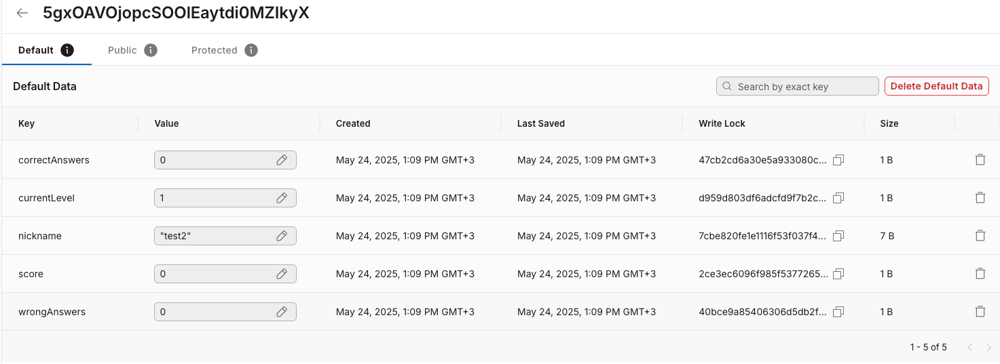 5gxOAVOjopcSOOlEaytdi0MZIkyX
Default Public Protected
Default Data Search by exact key Delete Default Data
Key Value Created Last Saved Write Lock Size
correctAnswers 0 May 24, 2025, 1:09 PM GMT+3 May 24, 2025, 1:09 PM GMT+3 47cb2cd6a30e5a933080c... 1 B
currentLevel 1 May 24, 2025, 1:09 PM GMT+3 May 24, 2025, 1:09 PM GMT+3 d959d803df6adcfd9f7b2c... 1 B
nickname "test2" May 24, 2025, 1:09 PM GMT+3 May 24, 2025, 1:09 PM GMT+3 7cbe820fe1e1116f53f037f4... 7 B
score 0 May 24, 2025, 1:09 PM GMT+3 May 24, 2025, 1:09 PM GMT+3 2ce3ec6096f985f5377265... 1 B
wrongAnswers 0 May 24, 2025, 1:09 PM GMT+3 May 24, 2025, 1:09 PM GMT+3 40bce9a85406306d5db2f... 1 B
1 - 5 of 5